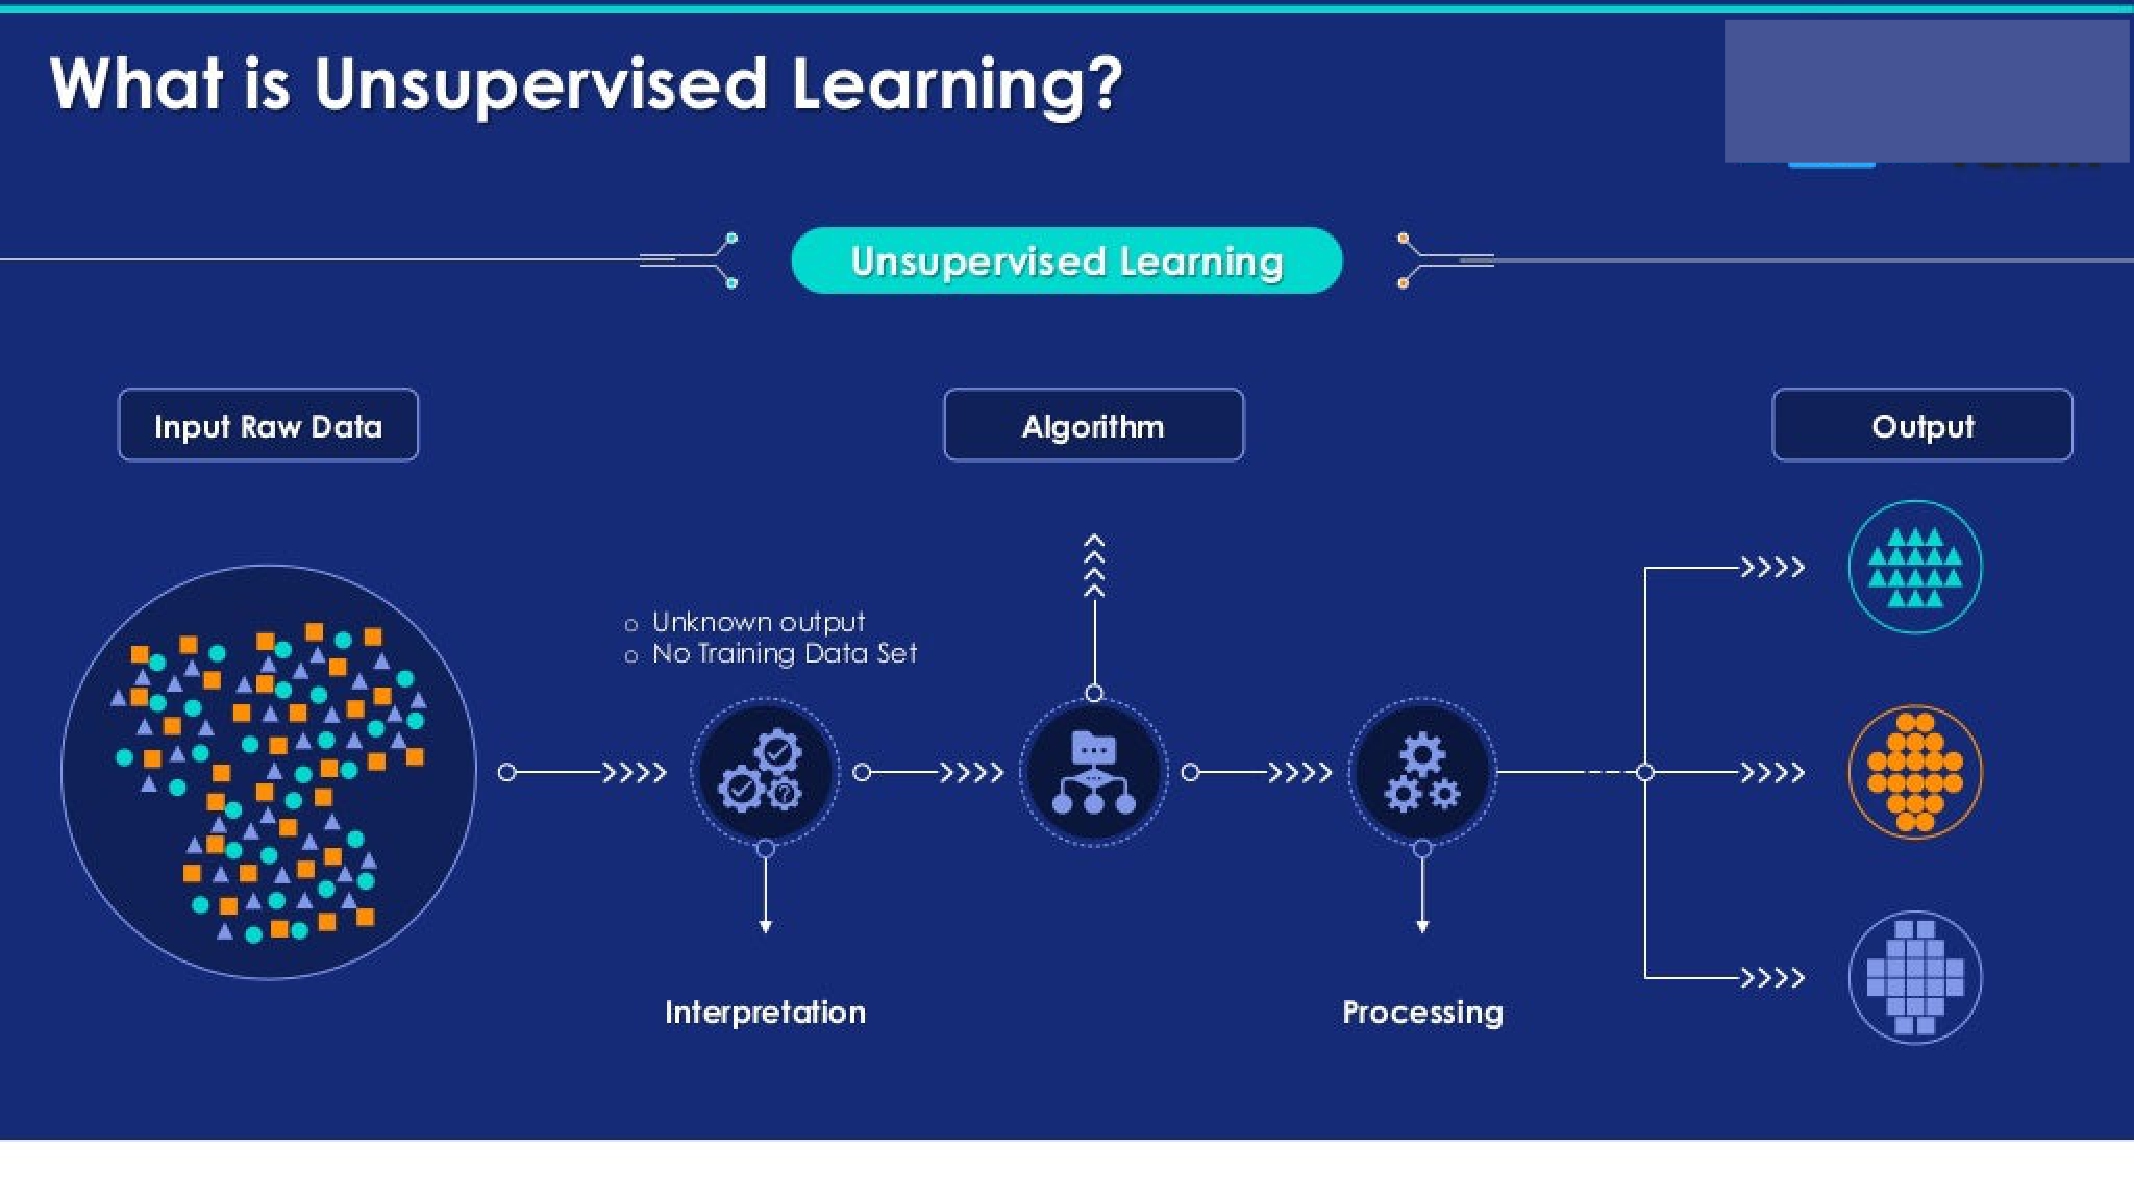 What is Unsupervised Learning?
Unsupervised Learning
Input Raw Data
Algorithm
Output
Unknown output
No Training Data Set
Interpretation
Processing